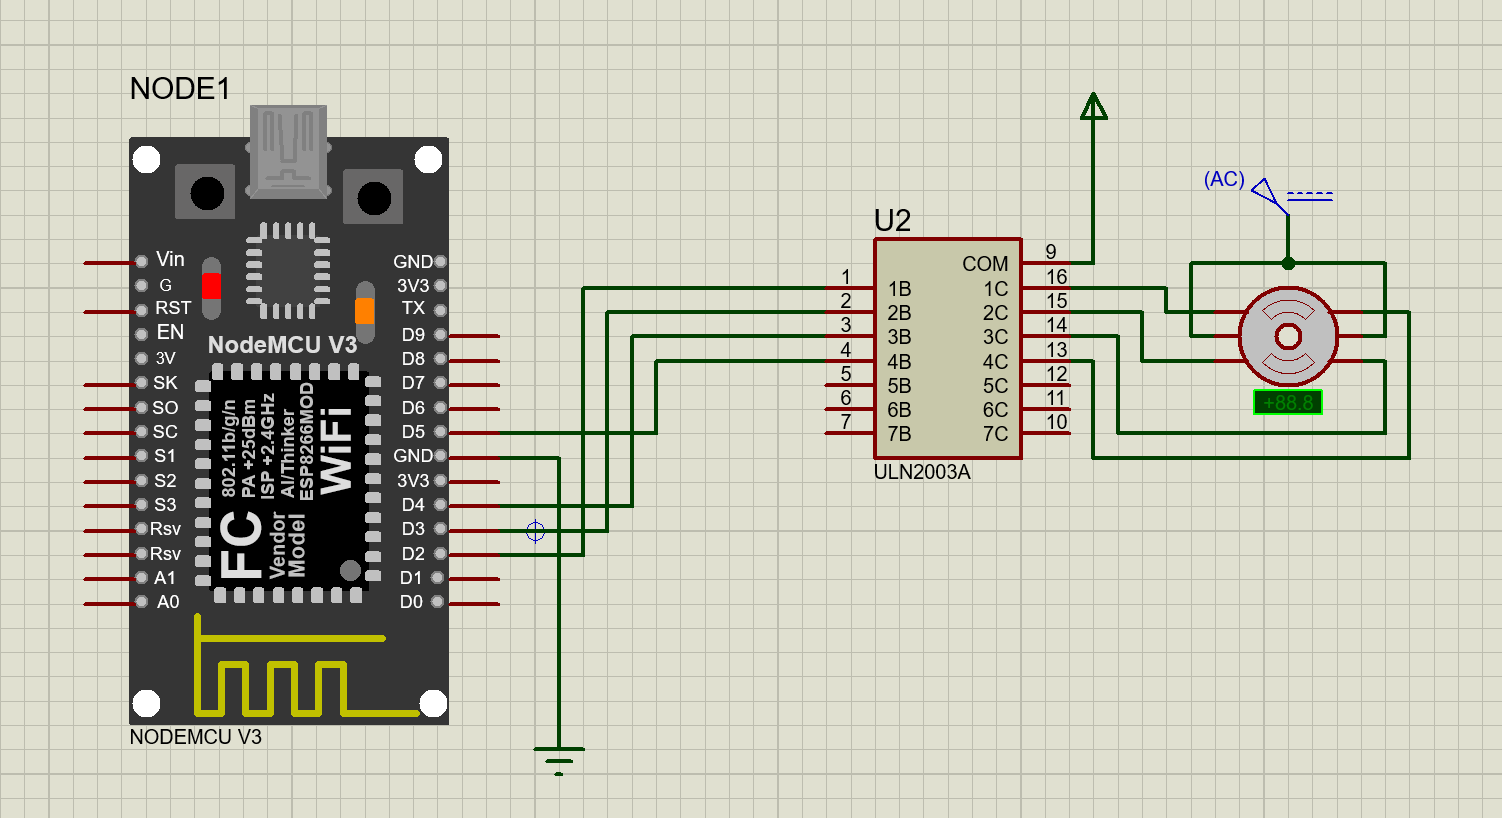 NODE1
Vin
G
RST
EN
3V
SK
SO
SC
S1
S2
S3
Rsv
Rsv
A1
A0
NodeMCU V3
802.11b/g/n
PA +25dBm
ISP +2.4GHz
AI/Thinker
ESP8266MOD
WiFi
FC
Vendor
Model
GND
3V3
TX
D9
D8
D7
D6
D5
GND
3V3
D4
D3
D2
D1
D0
NODEMCU V3
U2
1
2
3
4
5
6
7
1B
2B
3B
4B
5B
6B
7B
COM
1C
2C
3C
4C
5C
6C
7C
9
16
15
14
13
12
11
10
ULN2003A
(AC)
+88.8